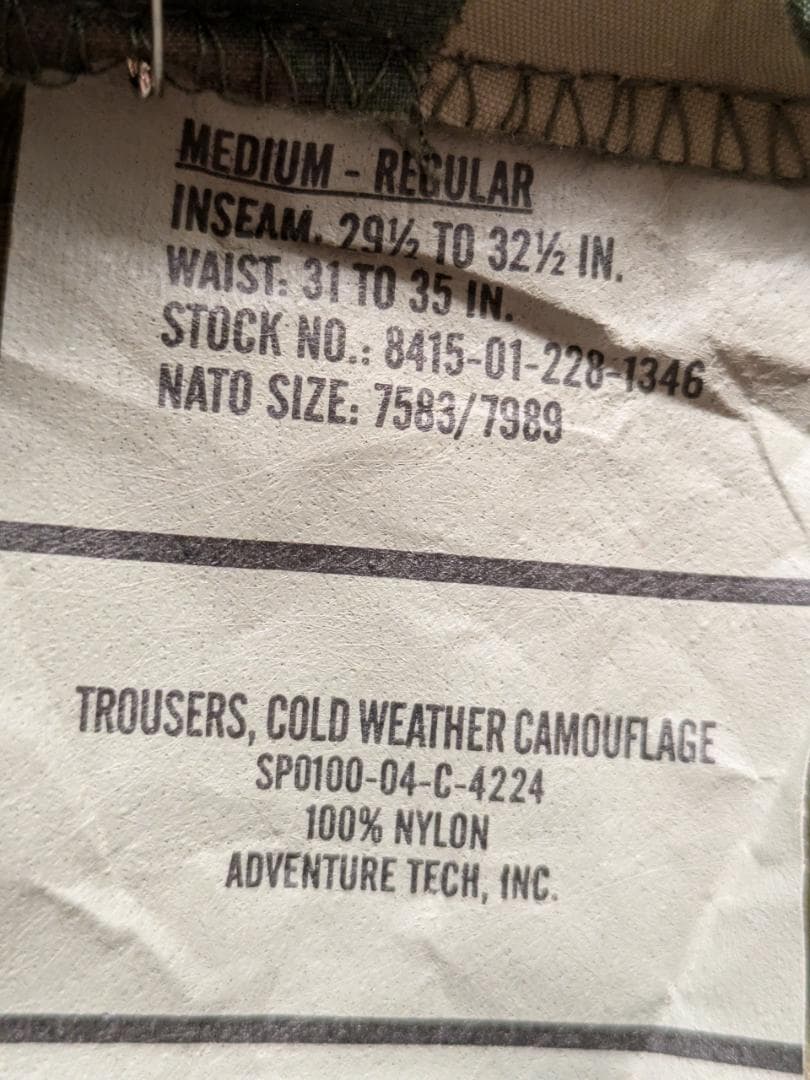 MEDIUM - REGULAR
INSEAM. 29½ TO 32½ IN.
WAIST: 31 TO 35 IN.
STOCK NO.: 8415-01-228-1346
NATO SIZE: 7583/7989
TROUSERS, COLD WEATHER CAMOUFLAGE
SP0100-04-C-4224
100% NYLON
ADVENTURE TECH, INC.